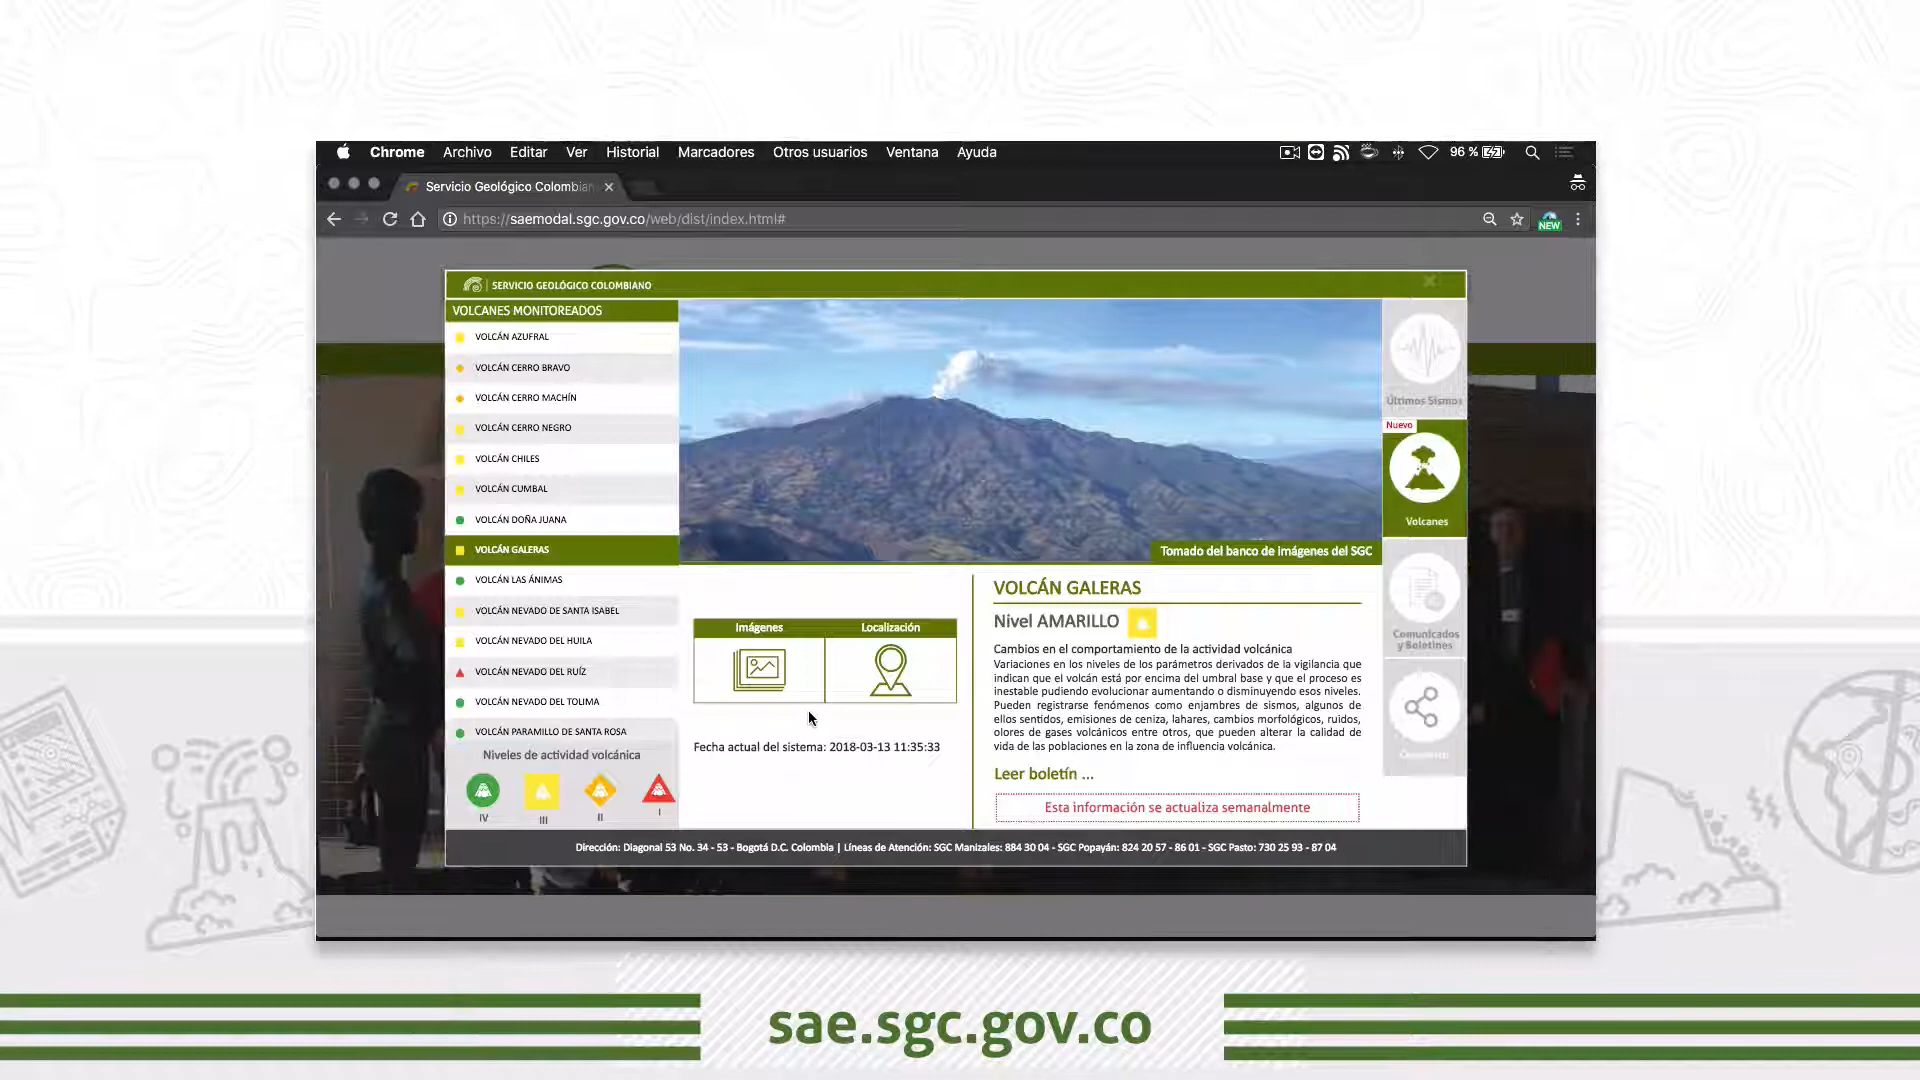 Chrome Archivo Editar Ver Historial Marcadores Otros usuarios Ventana Ayuda 96 %
Servicio Geológico Colombian
https://saemodal.sgc.gov.co/web/dist/index.html#
NEW
SERVICIO GEOLÓGICO COLOMBIANO
VOLCANES MONITOREADOS
VOLCÁN AZUFRAL
VOLCÁN CERRO BRAVO
VOLCÁN CERRO MACHÍN
VOLCÁN CERRO NEGRO
VOLCÁN CHILES
VOLCÁN CUMBAL
VOLCÁN DOÑA JUANA
VOLCÁN GALERAS
VOLCÁN LAS ÁNIMAS
VOLCÁN NEVADO DE SANTA ISABEL
VOLCÁN NEVADO DEL HUILA
VOLCÁN NEVADO DEL RUÍZ
VOLCÁN NEVADO DEL TOLIMA
VOLCÁN PARAMILLO DE SANTA ROSA
Niveles de actividad volcánica
IV III II I
Tomado del banco de imágenes del SGC
Imágenes Localización
Fecha actual del sistema: 2018-03-13 11:35:33
VOLCÁN GALERAS
Nivel AMARILLO
Cambios en el comportamiento de la actividad volcánica
Variaciones en los niveles de los parámetros derivados de la vigilancia que
indican que el volcán está por encima del umbral base y que el proceso es
inestable pudiendo evolucionar aumentando o disminuyendo esos niveles.
Pueden registrarse fenómenos como enjambres de sismos, algunos de
ellos sentidos, emisiones de ceniza, lahares, cambios morfológicos, ruidos,
olores de gases volcánicos entre otros, que pueden alterar la calidad de
vida de las poblaciones en la zona de influencia volcánica.
Leer boletín ...
Esta información se actualiza semanalmente
Últimos Sismos
Nuevo
Volcanes
Comunicados
y Boletines
Dirección: Diagonal 53 No. 34 - 53 - Bogotá D.C. Colombia | Líneas de Atención: SGC Manizales: 884 30 04 - SGC Popayán: 824 20 57 - 86 01 - SGC Pasto: 730 25 93 - 87 04
sae.sgc.gov.co